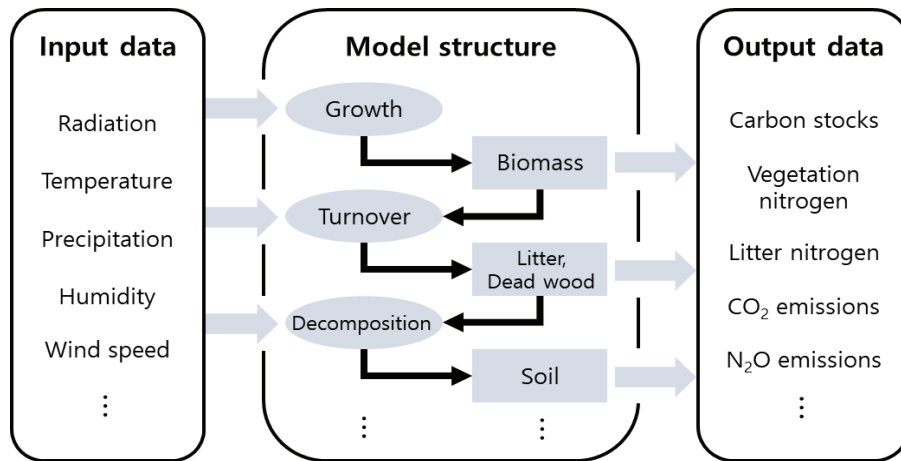 Input data
Radiation
Temperature
Precipitation
Humidity
Wind speed
⋮
Model structure
Growth
Biomass
Turnover
Litter,
Dead wood
Decomposition
Soil
⋮
⋮
Output data
Carbon stocks
Vegetation
nitrogen
Litter nitrogen
CO₂ emissions
N₂O emissions
⋮